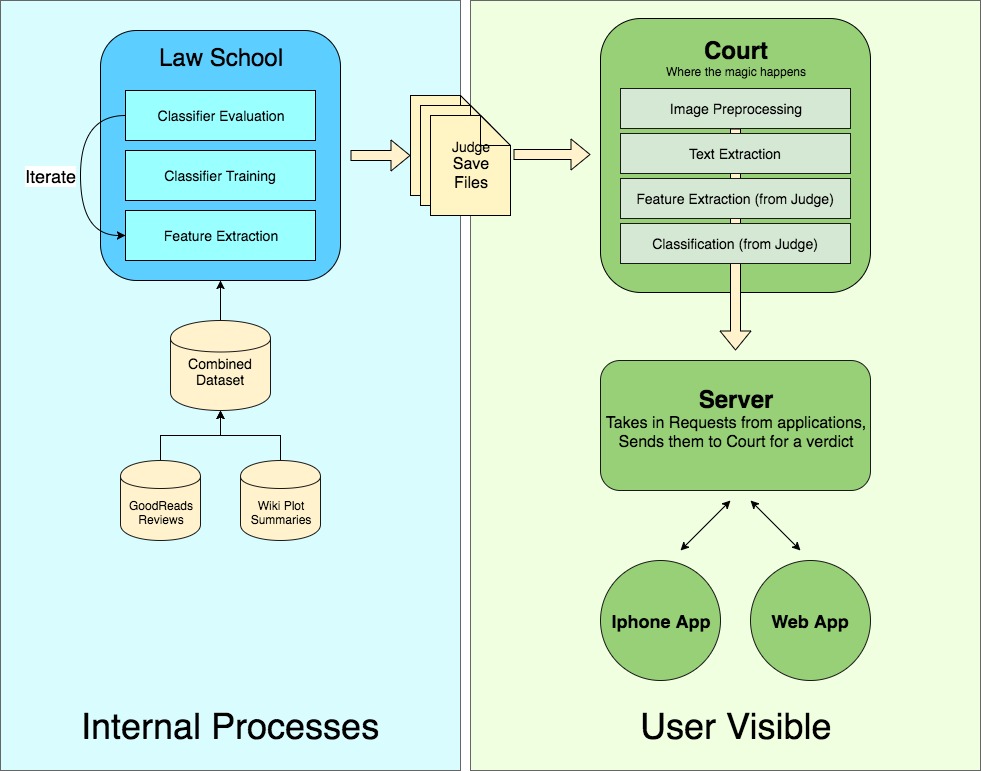 Law School
Classifier Evaluation
Classifier Training
Feature Extraction
Iterate
Combined
Dataset
GoodReads
Reviews
Wiki Plot
Summaries
Internal Processes
Judge
Save
Files
Court
Where the magic happens
Image Preprocessing
Text Extraction
Feature Extraction (from Judge)
Classification (from Judge)
Server
Takes in Requests from applications,
Sends them to Court for a verdict
Iphone App
Web App
User Visible